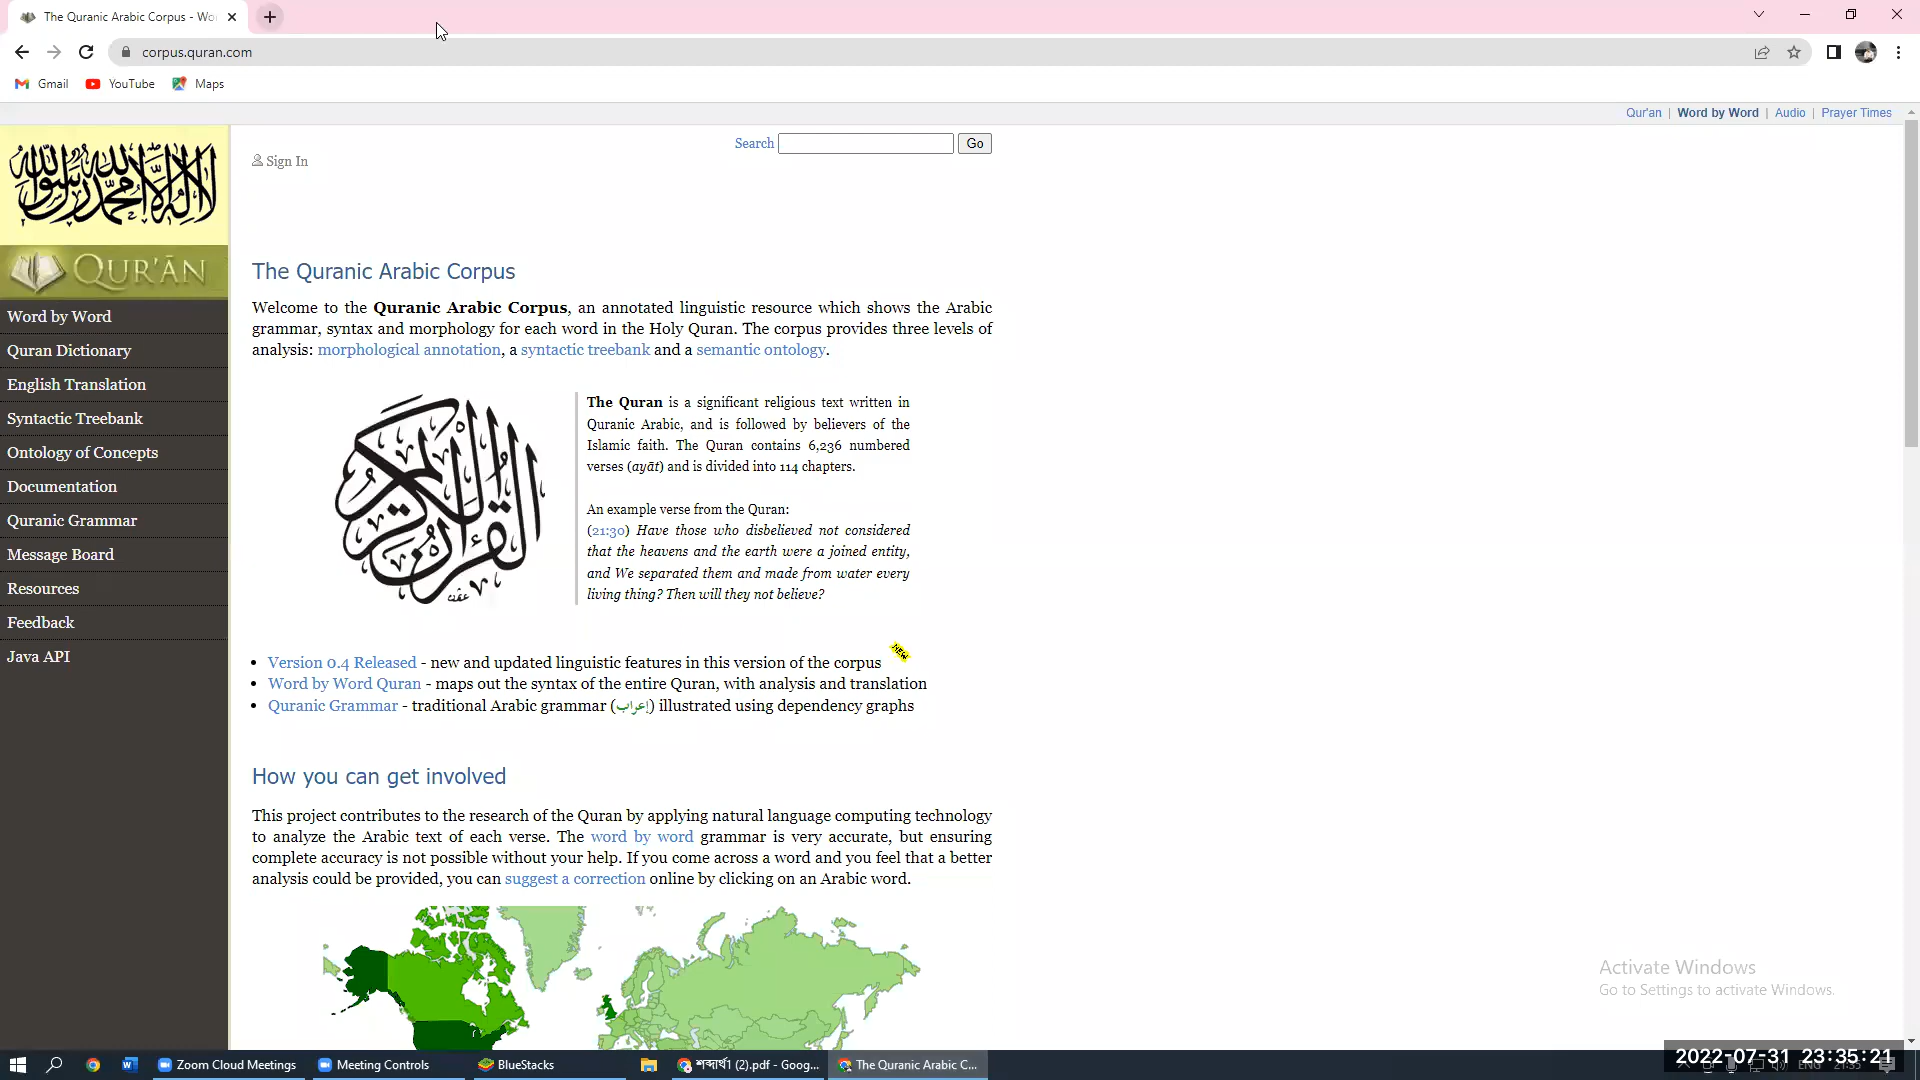 The Quranic Arabic Corpus - Wo
corpus.quran.com
Gmail YouTube Maps
Qur'an | Word by Word | Audio | Prayer Times
Search Go
Sign In
لا اله الا الله محمد رسول الله
QUR'ĀN
Word by Word
Quran Dictionary
English Translation
Syntactic Treebank
Ontology of Concepts
Documentation
Quranic Grammar
Message Board
Resources
Feedback
Java API
The Quranic Arabic Corpus
Welcome to the Quranic Arabic Corpus, an annotated linguistic resource which shows the Arabic
grammar, syntax and morphology for each word in the Holy Quran. The corpus provides three levels of
analysis: morphological annotation, a syntactic treebank and a semantic ontology.
القرآن الكريم
The Quran is a significant religious text written in
Quranic Arabic, and is followed by believers of the
Islamic faith. The Quran contains 6,236 numbered
verses (ayāt) and is divided into 114 chapters.
An example verse from the Quran:
(21:30) Have those who disbelieved not considered
that the heavens and the earth were a joined entity,
and We separated them and made from water every
living thing? Then will they not believe?
NEW
• Version 0.4 Released - new and updated linguistic features in this version of the corpus
• Word by Word Quran - maps out the syntax of the entire Quran, with analysis and translation
• Quranic Grammar - traditional Arabic grammar (إعراب) illustrated using dependency graphs
How you can get involved
This project contributes to the research of the Quran by applying natural language computing technology
to analyze the Arabic text of each verse. The word by word grammar is very accurate, but ensuring
complete accuracy is not possible without your help. If you come across a word and you feel that a better
analysis could be provided, you can suggest a correction online by clicking on an Arabic word.
Activate Windows
Go to Settings to activate Windows.
Zoom Cloud Meetings Meeting Controls BlueStacks শব্দার্থ1 (2).pdf - Goog... The Quranic Arabic C...
2022-07-31 23:35:21